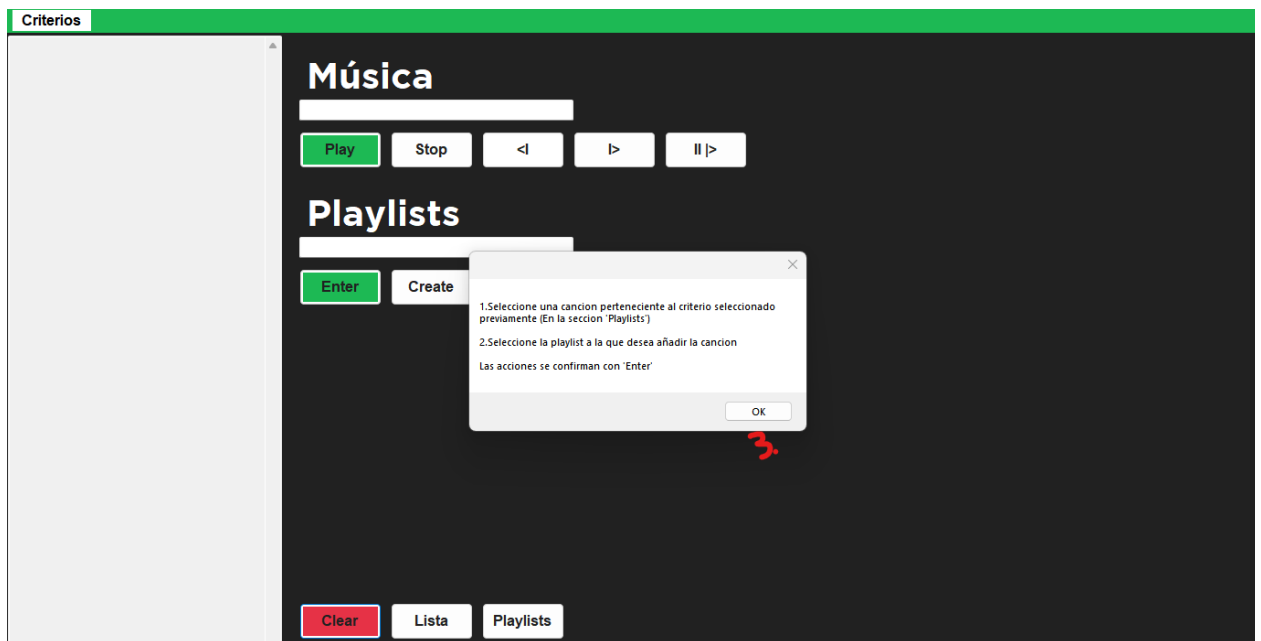 Criterios
Música
Play Stop <I I> II |>
Playlists
Enter Create
1.Seleccione una cancion perteneciente al criterio seleccionado
previamente (En la seccion 'Playlists')
2.Seleccione la playlist a la que desea añadir la cancion
Las acciones se confirman con 'Enter'
OK
3.
Clear Lista Playlists